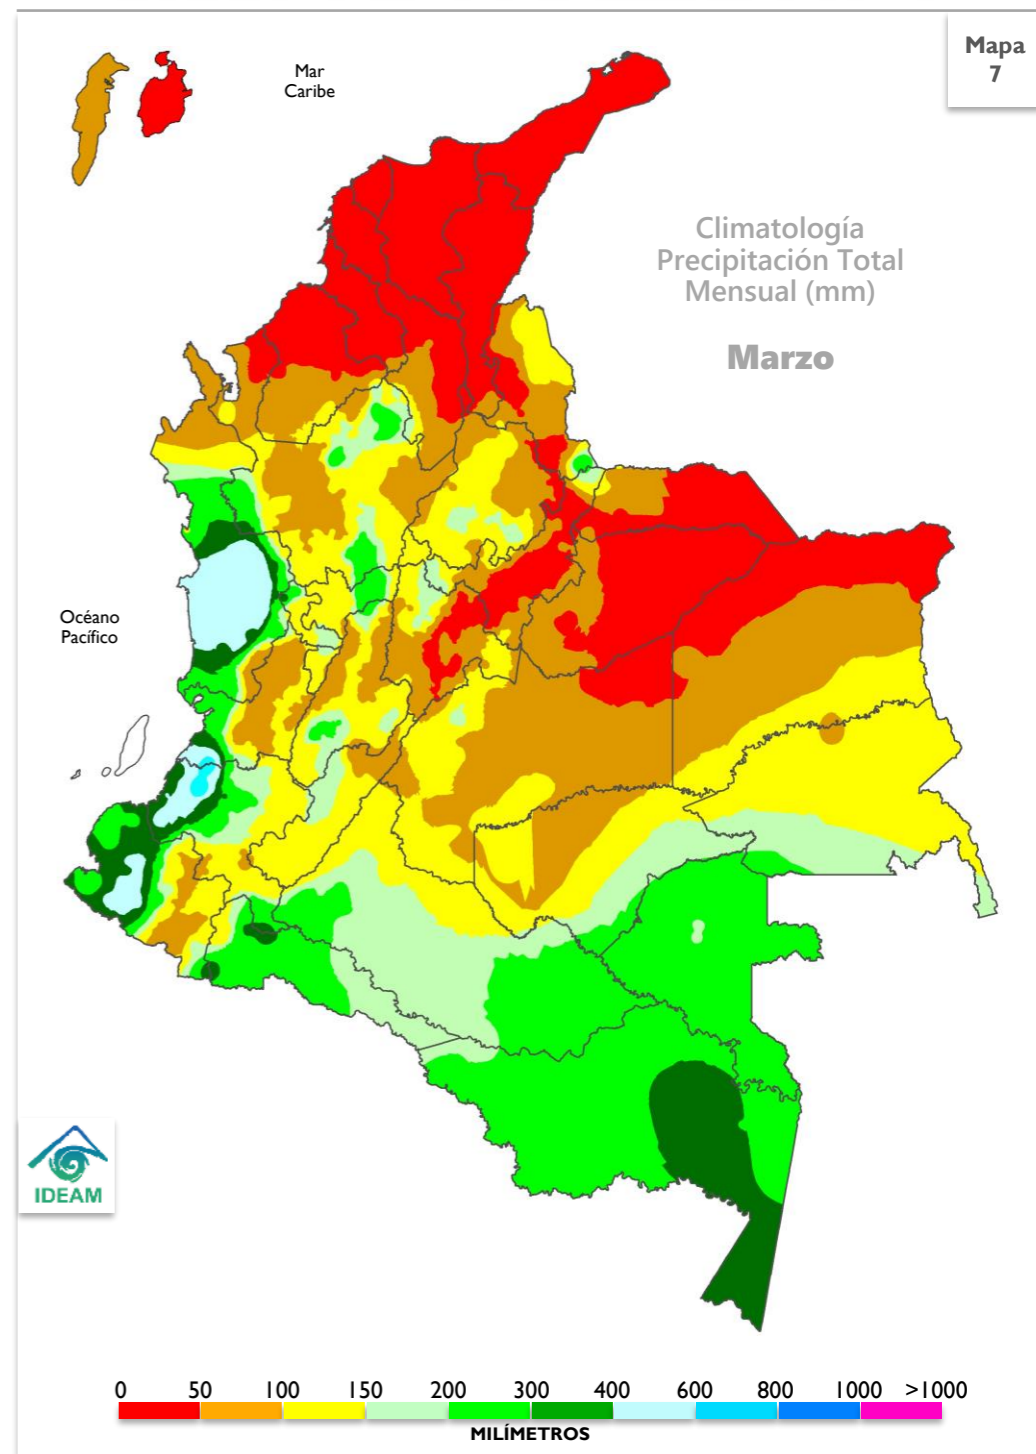 Mapa
7
Mar
Caribe
Climatología
Precipitación Total
Mensual (mm)
Marzo
Océano
Pacífico
IDEAM
0 50 100 150 200 300 400 600 800 1000 >1000
MILÍMETROS